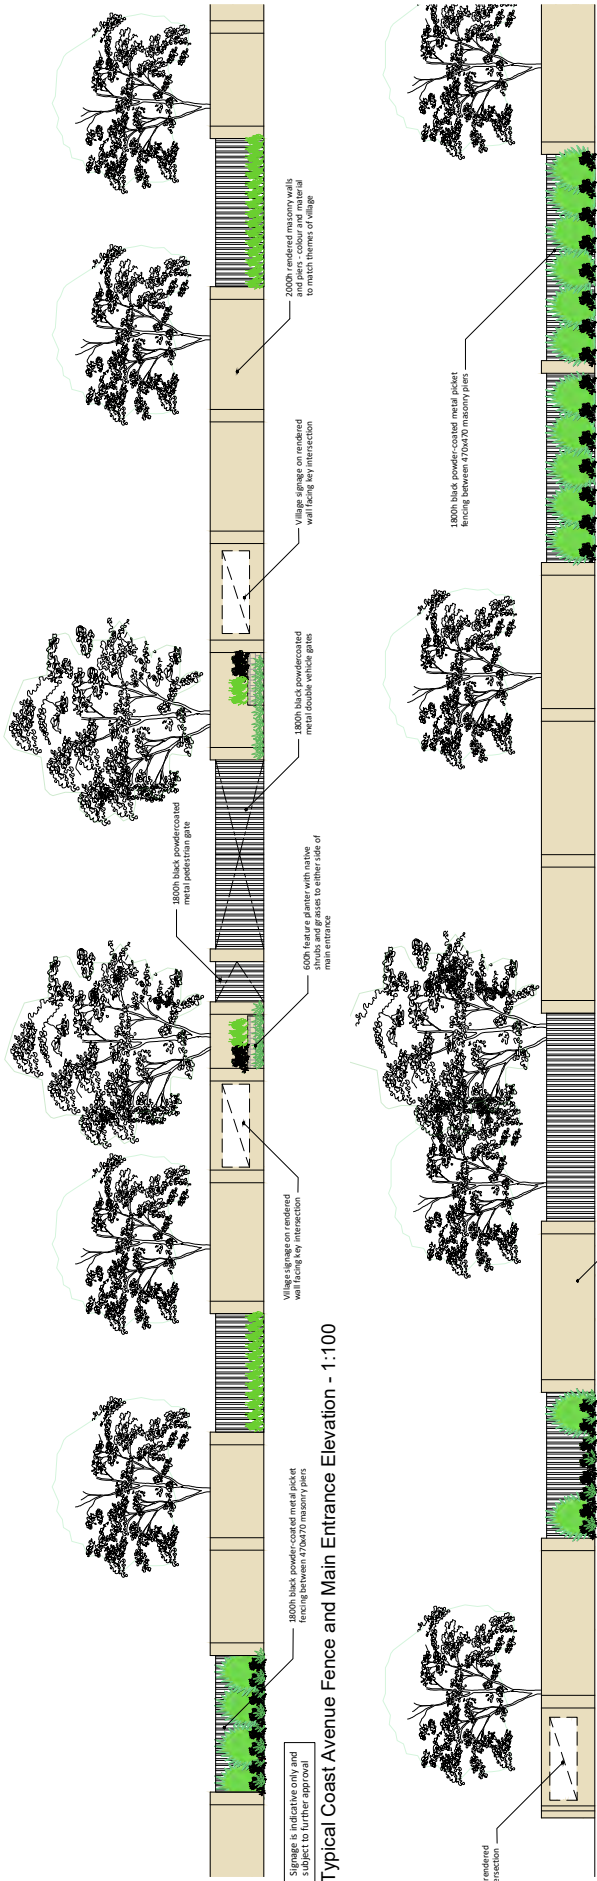 2000h rendered masonry walls
and piers - colour and material
to match themes of village
Village signage on rendered
wall facing key intersection
1800h black powdercoated
metal double vehicle gates
1800h black powdercoated
metal pedestrian gate
600h feature planter with native
shrubs and grasses to either side of
main entrance
Village signage on rendered
wall facing key intersection
1800h black powder-coated metal picket
fencing between 470x470 masonry piers
Signage is indicative only and
subject to further approval
Typical Coast Avenue Fence and Main Entrance Elevation - 1:100
1800h black powder-coated metal picket
fencing between 470x470 masonry piers
rendered
ersection